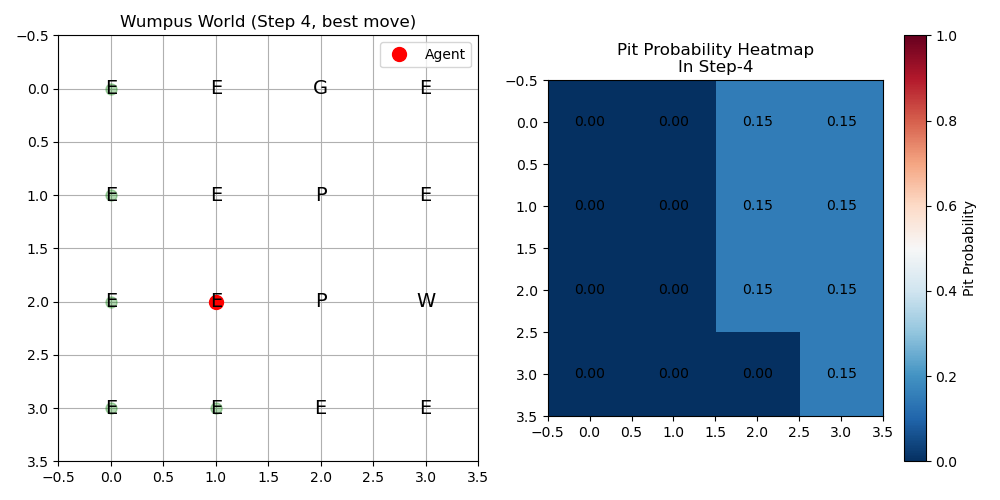 Wumpus World (Step 4, best move)
Agent
−0.5
0.0 E E G E
0.5
1.0 E E P E
1.5
2.0 E E P W
2.5
3.0 E E E E
3.5
−0.5 0.0 0.5 1.0 1.5 2.0 2.5 3.0 3.5
Pit Probability Heatmap
In Step-4
−0.5
0.0 0.00 0.00 0.15 0.15
0.5
1.0 0.00 0.00 0.15 0.15
1.5
2.0 0.00 0.00 0.15 0.15
2.5
3.0 0.00 0.00 0.00 0.15
3.5
−0.5 0.0 0.5 1.0 1.5 2.0 2.5 3.0 3.5
1.0
0.8
0.6
0.4
0.2
0.0
Pit Probability